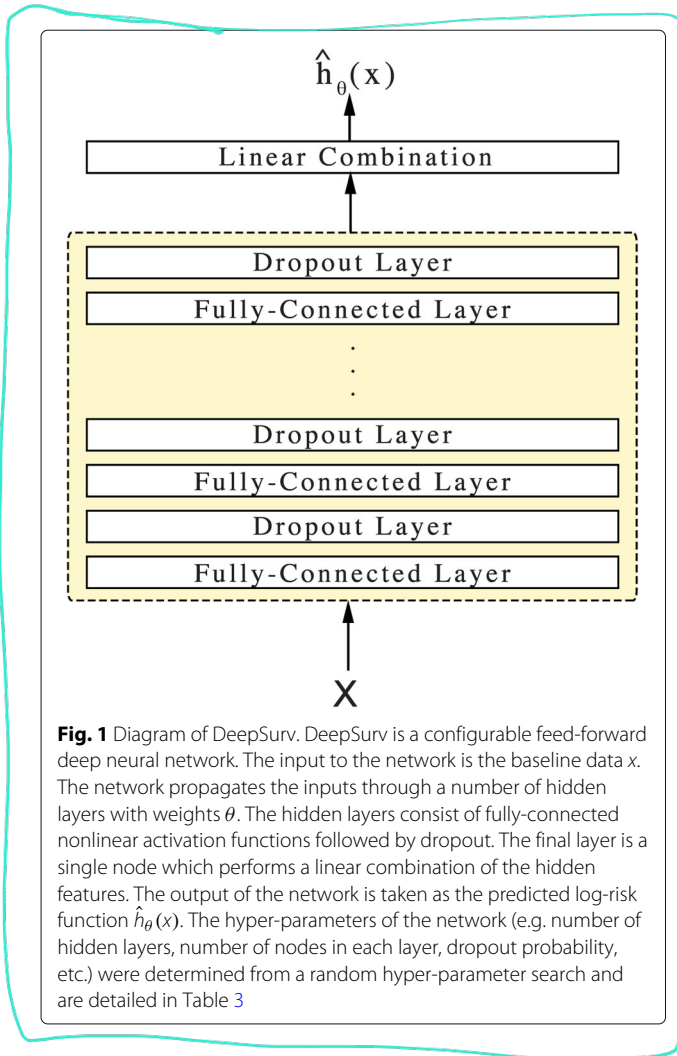 ĥθ(x)
Linear Combination
Dropout Layer
Fully-Connected Layer
.
.
.
Dropout Layer
Fully-Connected Layer
Dropout Layer
Fully-Connected Layer
X
Fig. 1 Diagram of DeepSurv. DeepSurv is a configurable feed-forward
deep neural network. The input to the network is the baseline data x.
The network propagates the inputs through a number of hidden
layers with weights θ. The hidden layers consist of fully-connected
nonlinear activation functions followed by dropout. The final layer is a
single node which performs a linear combination of the hidden
features. The output of the network is taken as the predicted log-risk
function ĥθ(x). The hyper-parameters of the network (e.g. number of
hidden layers, number of nodes in each layer, dropout probability,
etc.) were determined from a random hyper-parameter search and
are detailed in Table 3